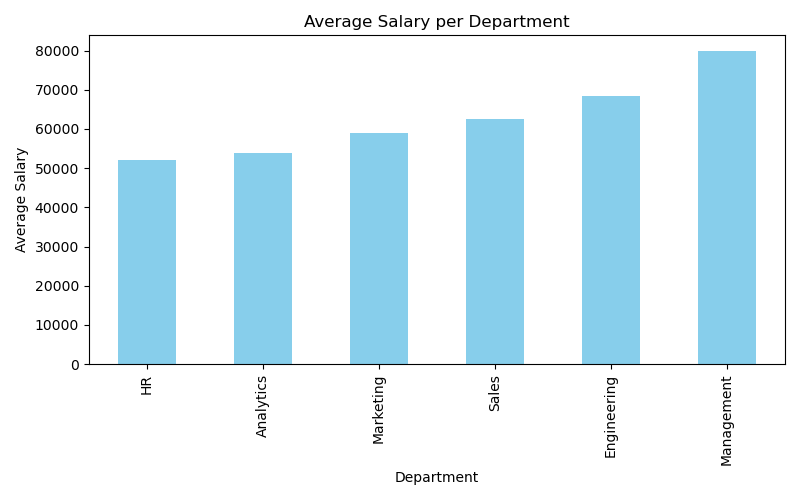 Average Salary per Department
Average Salary
80000
70000
60000
50000
40000
30000
20000
10000
0
HR
Analytics
Marketing
Sales
Engineering
Management
Department